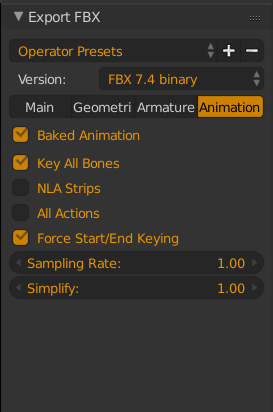 Export FBX
Operator Presets
Version: FBX 7.4 binary
Main Geometri Armature Animation
Baked Animation
Key All Bones
NLA Strips
All Actions
Force Start/End Keying
Sampling Rate: 1.00
Simplify: 1.00